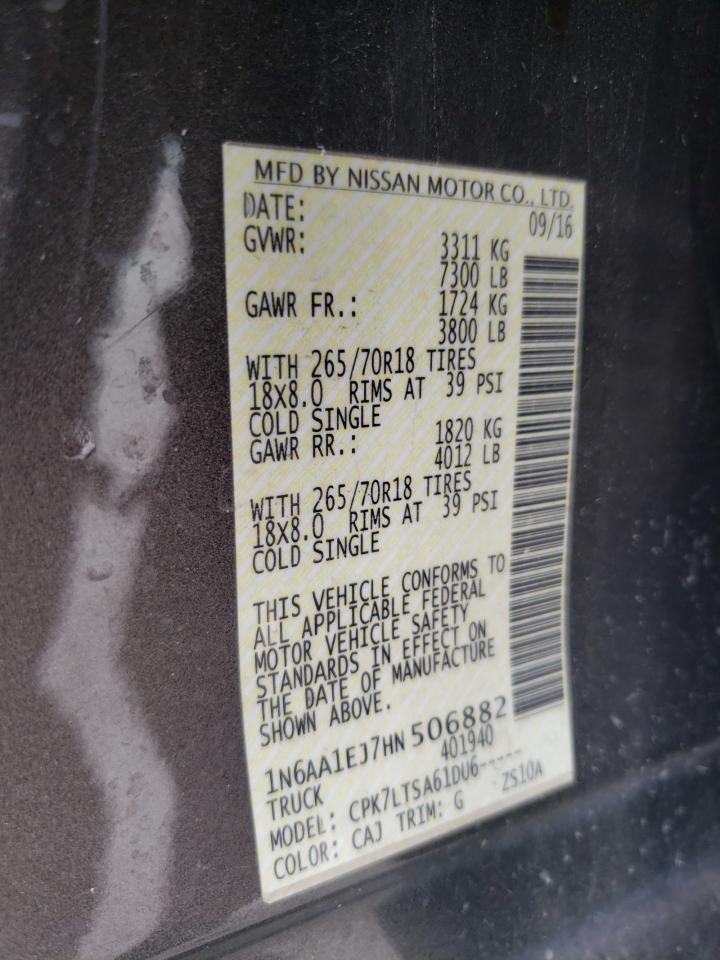 MFD BY NISSAN MOTOR CO., LTD.
DATE: 09/16
GVWR: 3311 KG
7300 LB
GAWR FR.: 1724 KG
3800 LB
WITH 265/70R18 TIRES
18X8.0 RIMS AT 39 PSI
COLD SINGLE
GAWR RR.: 1820 KG
4012 LB
WITH 265/70R18 TIRES
18X8.0 RIMS AT 39 PSI
COLD SINGLE
THIS VEHICLE CONFORMS TO
ALL APPLICABLE FEDERAL
MOTOR VEHICLE SAFETY
STANDARDS IN EFFECT ON
THE DATE OF MANUFACTURE
SHOWN ABOVE.
1N6AA1EJ7HN 506882
TRUCK 401940
MODEL: CPK7LTSA61DU6-----
COLOR: CAJ TRIM: G ZS10A